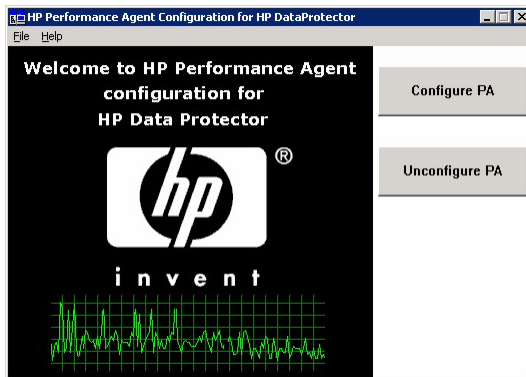 HP Performance Agent Configuration for HP DataProtector
File Help
Welcome to HP Performance Agent
configuration for
HP Data Protector
hp
®
invent
Configure PA
Unconfigure PA